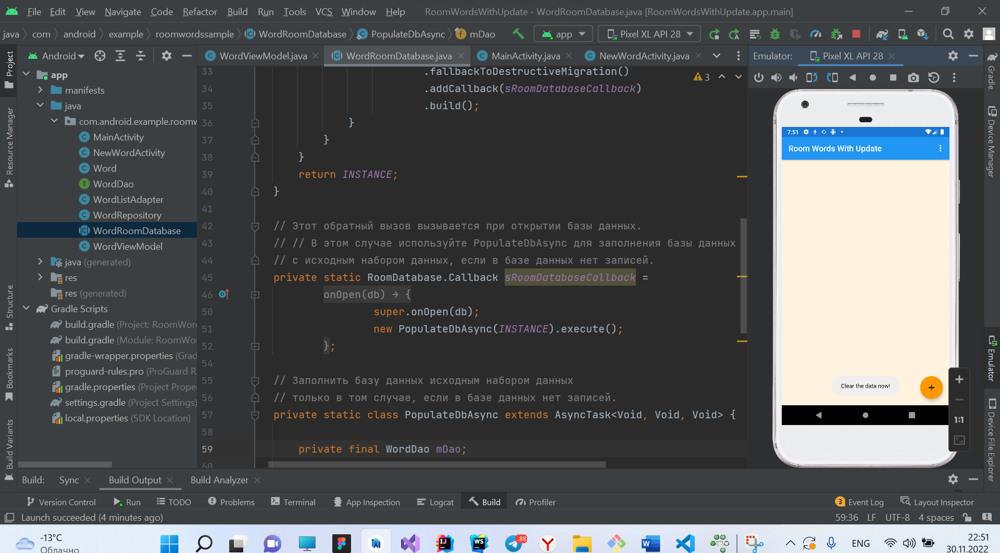 File Edit View Navigate Code Refactor Build Run Tools VCS Window Help RoomWordsWithUpdate - WordRoomDatabase.java [RoomWordsWithUpdate.app.main]
java com android example roomwordssample WordRoomDatabase PopulateDbAsync mDao app Pixel XL API 28
Project
Resource Manager
Structure
Bookmarks
Build Variants
Android
app
manifests
java
com.android.example.roomw
MainActivity
NewWordActivity
Word
WordDao
WordListAdapter
WordRepository
WordRoomDatabase
WordViewModel
java (generated)
res
res (generated)
Gradle Scripts
build.gradle (Project: RoomWor
build.gradle (Module: RoomWo
gradle-wrapper.properties (Grad
proguard-rules.pro (ProGuard R
gradle.properties (Project Prope
settings.gradle (Project Settings)
local.properties (SDK Location)
WordViewModel.java WordRoomDatabase.java MainActivity.java NewWordActivity.java
3
33 .fallbackToDestructiveMigration()
34 .addCallback(sRoomDatabaseCallback)
35 .build();
36 }
37 }
38 }
39 return INSTANCE;
40 }
41
42 // Этот обратный вызов вызывается при открытии базы данных.
43 // // В этом случае используйте PopulateDbAsync для заполнения базы данных
44 // с исходным набором данных, если в базе данных нет записей.
45 private static RoomDatabase.Callback sRoomDatabaseCallback =
46 onOpen(db) → {
50 super.onOpen(db);
51 new PopulateDbAsync(INSTANCE).execute();
52 };
54
55 // Заполнить базу данных исходным набором данных
56 // только в том случае, если в базе данных нет записей.
57 private static class PopulateDbAsync extends AsyncTask<Void, Void, Void> {
58
59 private final WordDao mDao;
60
Emulator: Pixel XL API 28
7:51
Room Words With Update
Clear the data now!
+
1:1
Gradle
Device Manager
Emulator
Device File Explorer
Build: Sync Build Output Build Analyzer
Version Control Run TODO Problems Terminal App Inspection Logcat Build Profiler 3 Event Log Layout Inspector
Launch succeeded (4 minutes ago) 59:36 LF UTF-8 4 spaces
-13°C
Облачно
IJ
WS
..88
ENG
22:51
30.11.2022